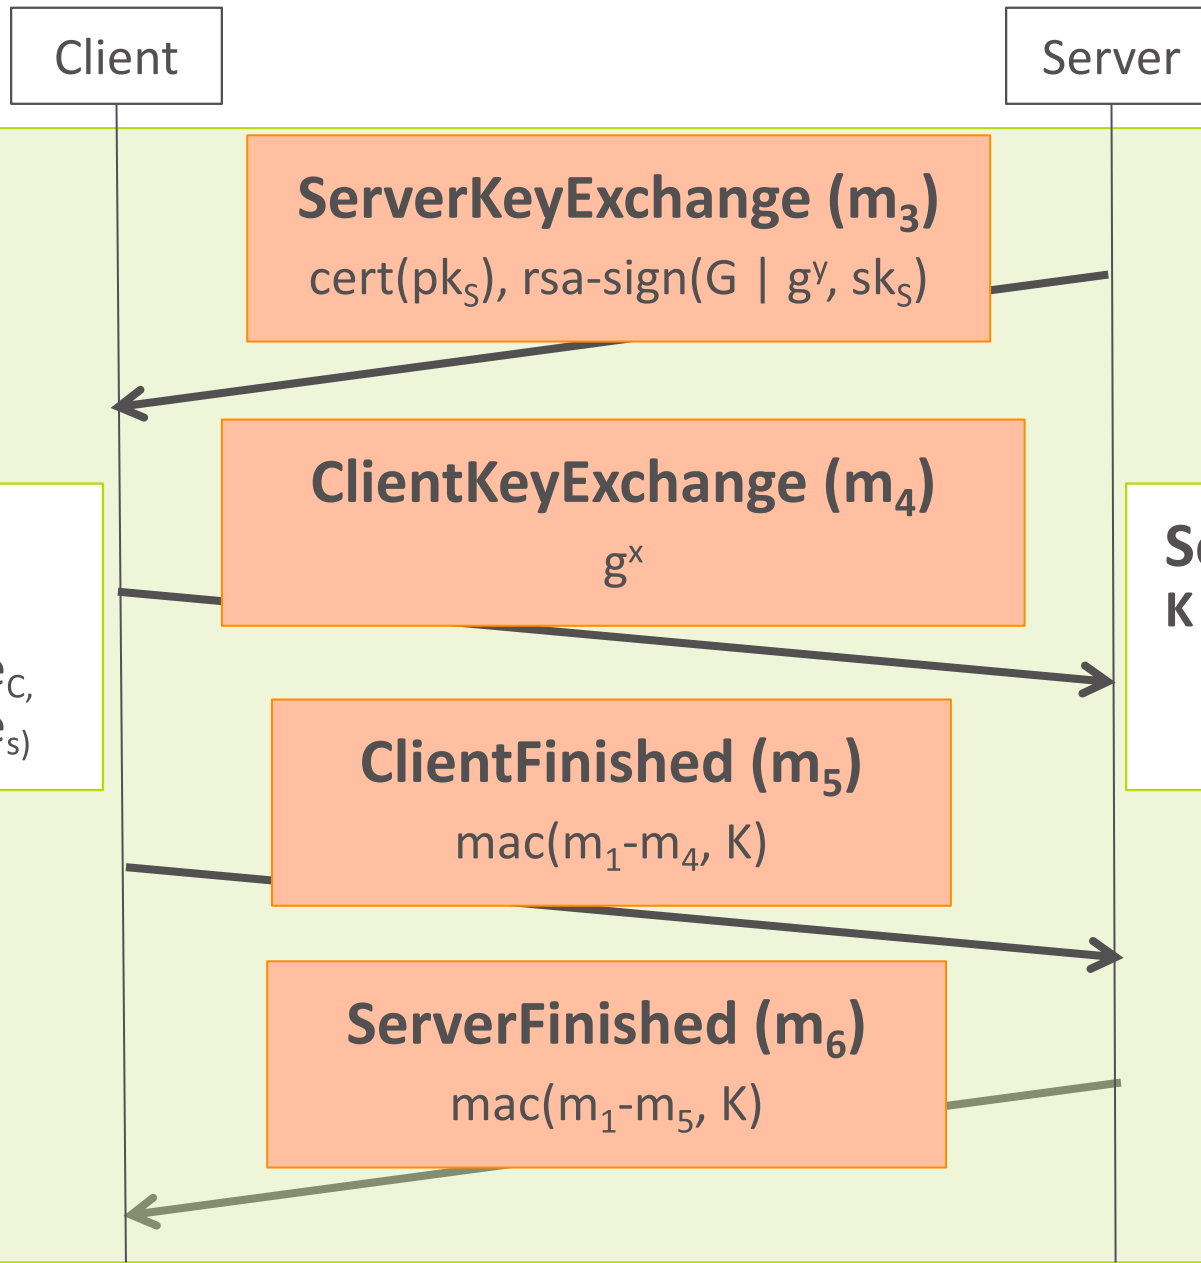 Client
Server
ServerKeyExchange (m₃)
cert(pkₛ), rsa-sign(G | gʸ, skₛ)
ClientKeyExchange (m₄)
gˣ
K
C,
s)
ClientFinished (m₅)
mac(m₁-m₄, K)
ServerFinished (m₆)
mac(m₁-m₅, K)